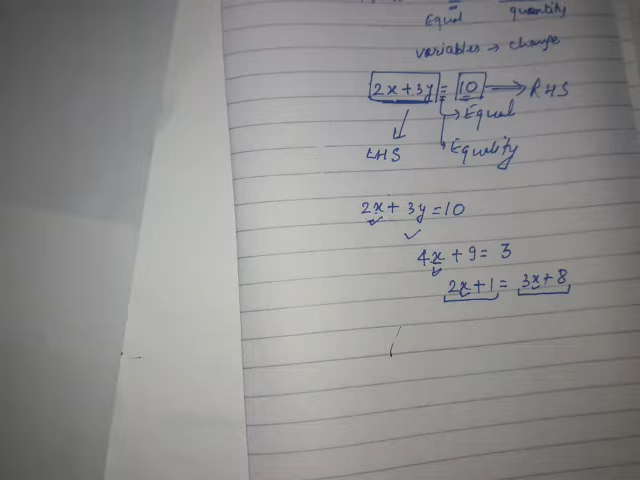 Equal quantity
variables → change
2x+3y = 10 → RHS
→ Equal
LHS → Equality
2x + 3y = 10
4x + 9 = 3
2x + 1 = 3x + 8